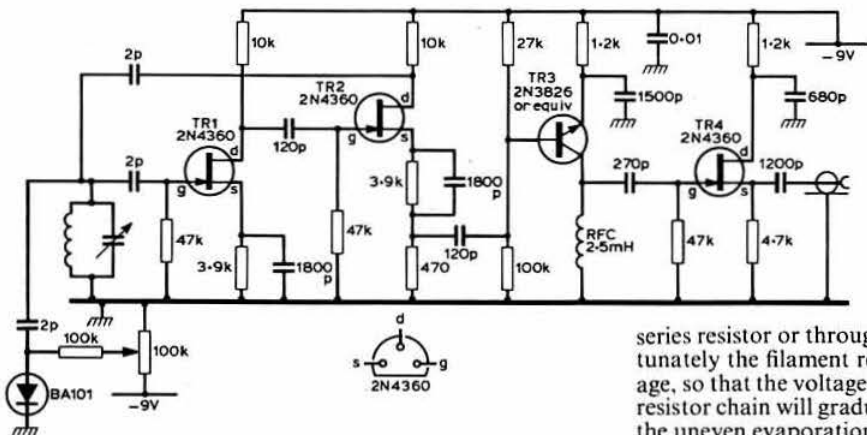 10k
10k
27k
1·2k
0·01
1·2k
-9V
2p
TR1
2N4360
TR2
2N4360
d
TR3
2N3826
or equiv
1500p
TR4
2N4360
680p
d
2p
d
120p
g
s
270p
d
1200p
g
s
3·9k
1800
p
g
s
47k
3·9k
1800
p
47k
120p
470
100k
RFC
2·5mH
47k
4·7k
2p
100k
100k
-9V
BA101
d
s
g
2N4360
series resistor or throug
tunately the filament re
age, so that the voltage
resistor chain will gradu
the uneven evaporation